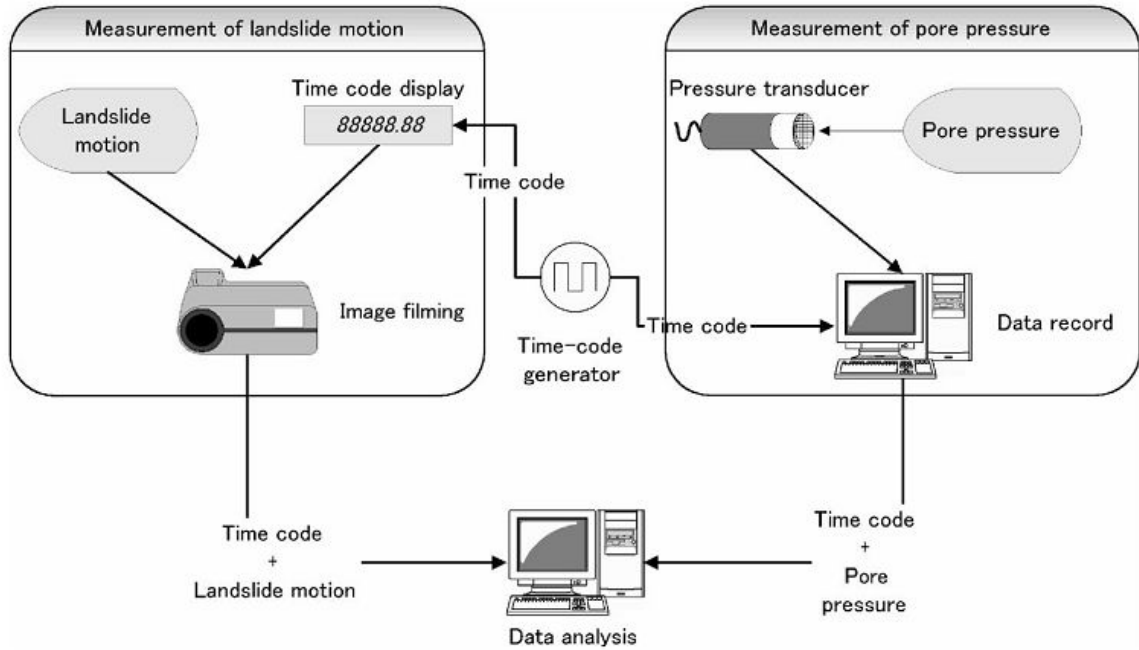 Measurement of landslide motion
Landslide
motion
Time code display
88888.88
Time code
Image filming
Time-code
generator
Measurement of pore pressure
Pressure transducer
Pore pressure
Time code
Data record
Time code
+
Landslide motion
Data analysis
Time code
+
Pore
pressure